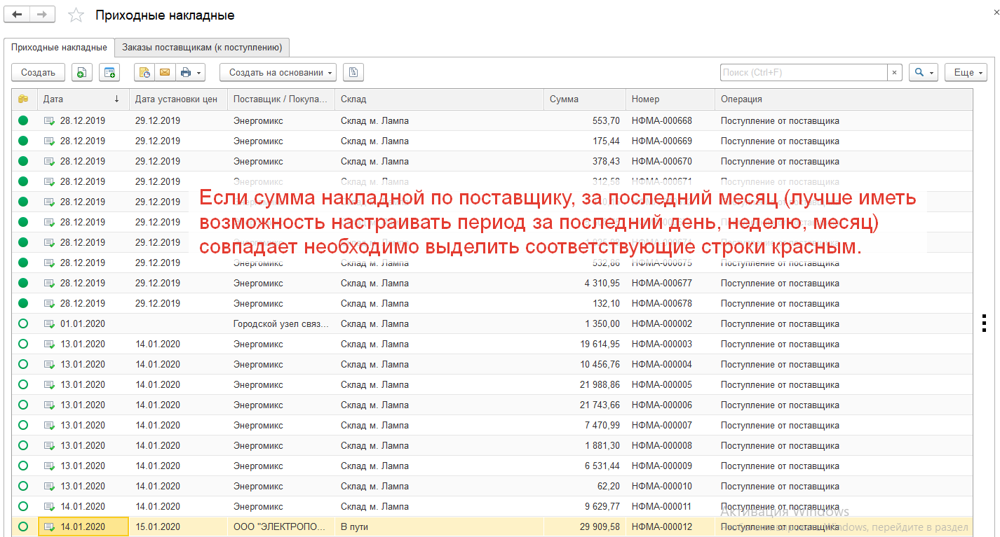 Приходные накладные
Приходные накладные Заказы поставщикам (к поступлению)
Создать Создать на основании Поиск (Ctrl+F) × Еще
Дата ↓ Дата установки цен Поставщик / Покупа... Склад Сумма Номер Операция
28.12.2019 29.12.2019 Энергомикс Склад м. Лампа 553,70 НФМА-000668 Поступление от поставщика
28.12.2019 29.12.2019 Энергомикс Склад м. Лампа 175,44 НФМА-000669 Поступление от поставщика
28.12.2019 29.12.2019 Энергомикс Склад м. Лампа 378,43 НФМА-000670 Поступление от поставщика
28.12.2019 29.12.2019 Энергомикс Склад м. Лампа 312,58 НФМА-000671 Поступление от поставщика
28.12.2019 29.12.2019
Если сумма накладной по поставщику, за последний месяц (лучше иметь
28.12.2019 29.12.2019
возможность настраивать период за последний день, неделю, месяц)
28.12.2019 29.12.2019
совпадает необходимо выделить соответствующие строки красным.
28.12.2019 29.12.2019 Энергомикс Склад м. Лампа 532,86 НФМА-000675 Поступление от поставщика
28.12.2019 29.12.2019 Энергомикс Склад м. Лампа 4 310,95 НФМА-000677 Поступление от поставщика
28.12.2019 29.12.2019 Энергомикс Склад м. Лампа 132,10 НФМА-000678 Поступление от поставщика
01.01.2020 Городской узел связ... Склад м. Лампа 1 350,00 НФМА-000002 Поступление от поставщика
13.01.2020 14.01.2020 Энергомикс Склад м. Лампа 19 614,95 НФМА-000003 Поступление от поставщика
13.01.2020 14.01.2020 Энергомикс Склад м. Лампа 10 456,76 НФМА-000004 Поступление от поставщика
13.01.2020 14.01.2020 Энергомикс Склад м. Лампа 21 988,86 НФМА-000005 Поступление от поставщика
13.01.2020 14.01.2020 Энергомикс Склад м. Лампа 21 743,66 НФМА-000006 Поступление от поставщика
13.01.2020 14.01.2020 Энергомикс Склад м. Лампа 7 470,99 НФМА-000007 Поступление от поставщика
13.01.2020 14.01.2020 Энергомикс Склад м. Лампа 1 881,30 НФМА-000008 Поступление от поставщика
13.01.2020 14.01.2020 Энергомикс Склад м. Лампа 6 531,44 НФМА-000009 Поступление от поставщика
13.01.2020 14.01.2020 Энергомикс Склад м. Лампа 62,20 НФМА-000010 Поступление от поставщика
14.01.2020 14.01.2020 Энергомикс Склад м. Лампа 9 629,77 НФМА-000011 Поступление от поставщика
Активация Windows
14.01.2020 15.01.2020 ООО "ЭЛЕКТРОПО... В пути 29 909,58 НФМА-000012 Поступление от поставщика
Чтобы активировать Windows, перейдите в раздел